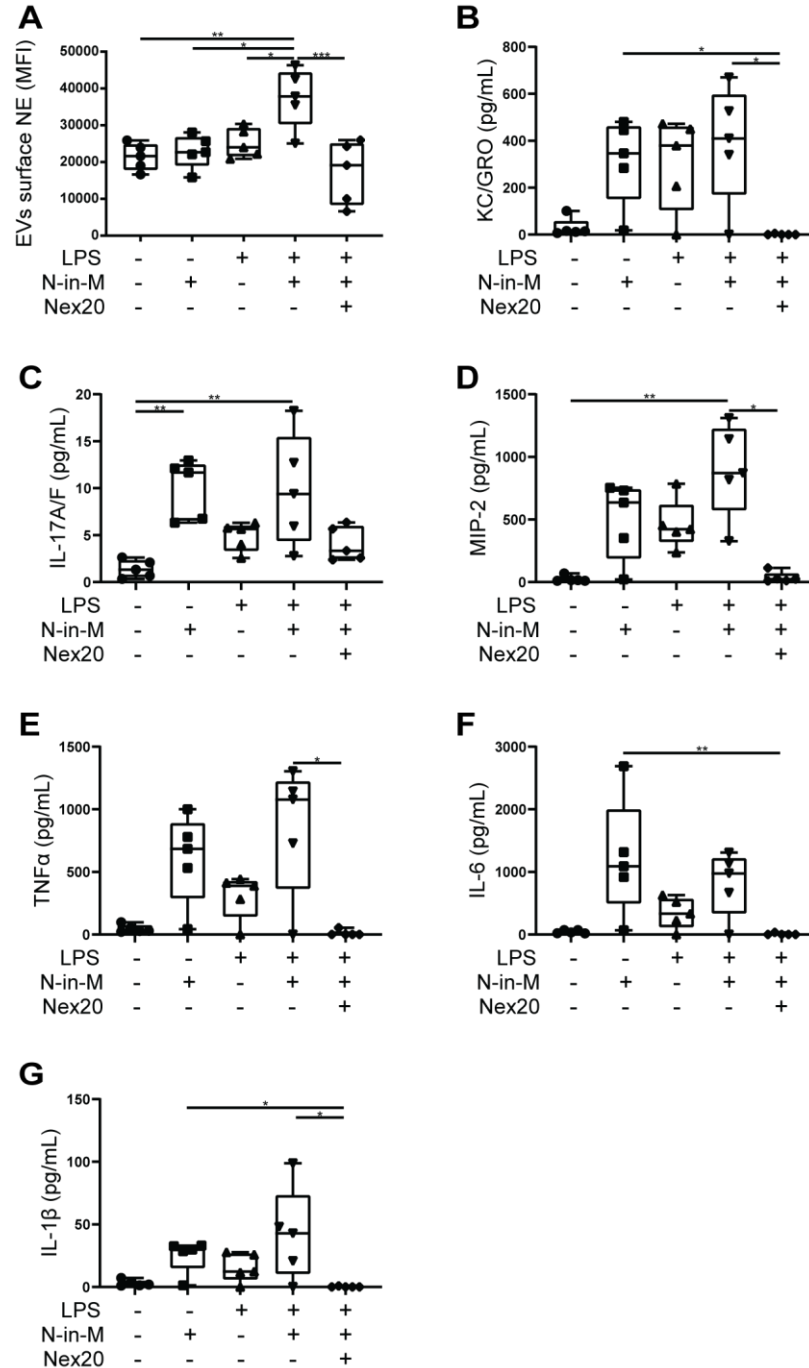 A
** 
*
* ***
EVs surface NE (MFI)
50000
40000
30000
20000
10000
0
LPS - - + + +
N-in-M - + - + +
Nex20 - - - - +
B
*
*
KC/GRO (pg/mL)
800
600
400
200
0
LPS - - + + +
N-in-M - + - + +
Nex20 - - - - +
C
**
**
IL-17A/F (pg/mL)
20
15
10
5
0
LPS - - + + +
N-in-M - + - + +
Nex20 - - - - +
D
**
*
MIP-2 (pg/mL)
1500
1000
500
0
LPS - - + + +
N-in-M - + - + +
Nex20 - - - - +
E
*
TNFα (pg/mL)
1500
1000
500
0
LPS - - + + +
N-in-M - + - + +
Nex20 - - - - +
F
**
IL-6 (pg/mL)
3000
2000
1000
0
LPS - - + + +
N-in-M - + - + +
Nex20 - - - - +
G
*
*
IL-1β (pg/mL)
150
100
50
0
LPS - - + + +
N-in-M - + - + +
Nex20 - - - - +